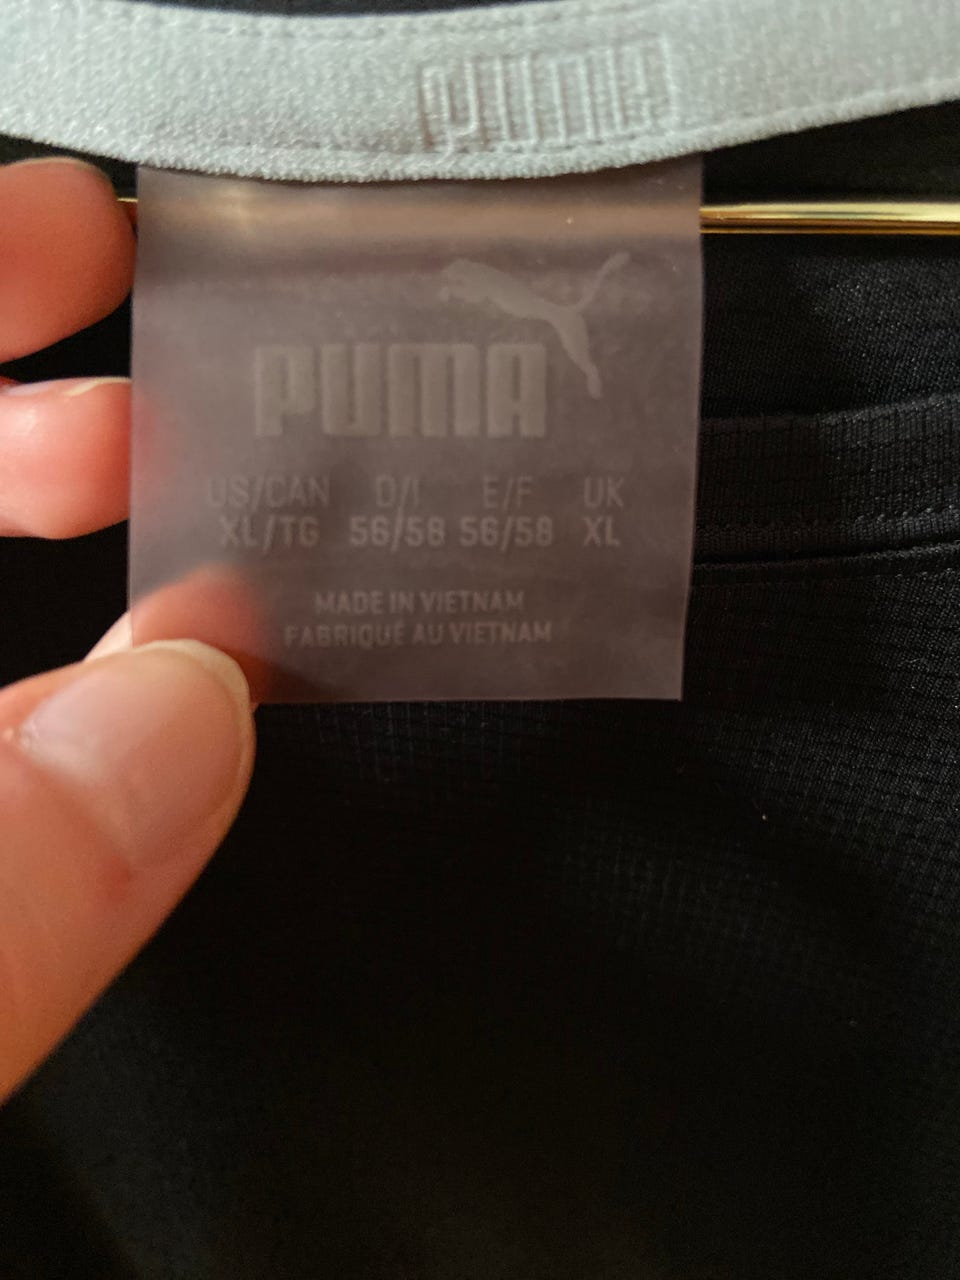 PUMA
PUMA
US/CAN D/I E/F UK
XL/TG 56/58 56/58 XL
MADE IN VIETNAM
FABRIQUÉ AU VIETNAM